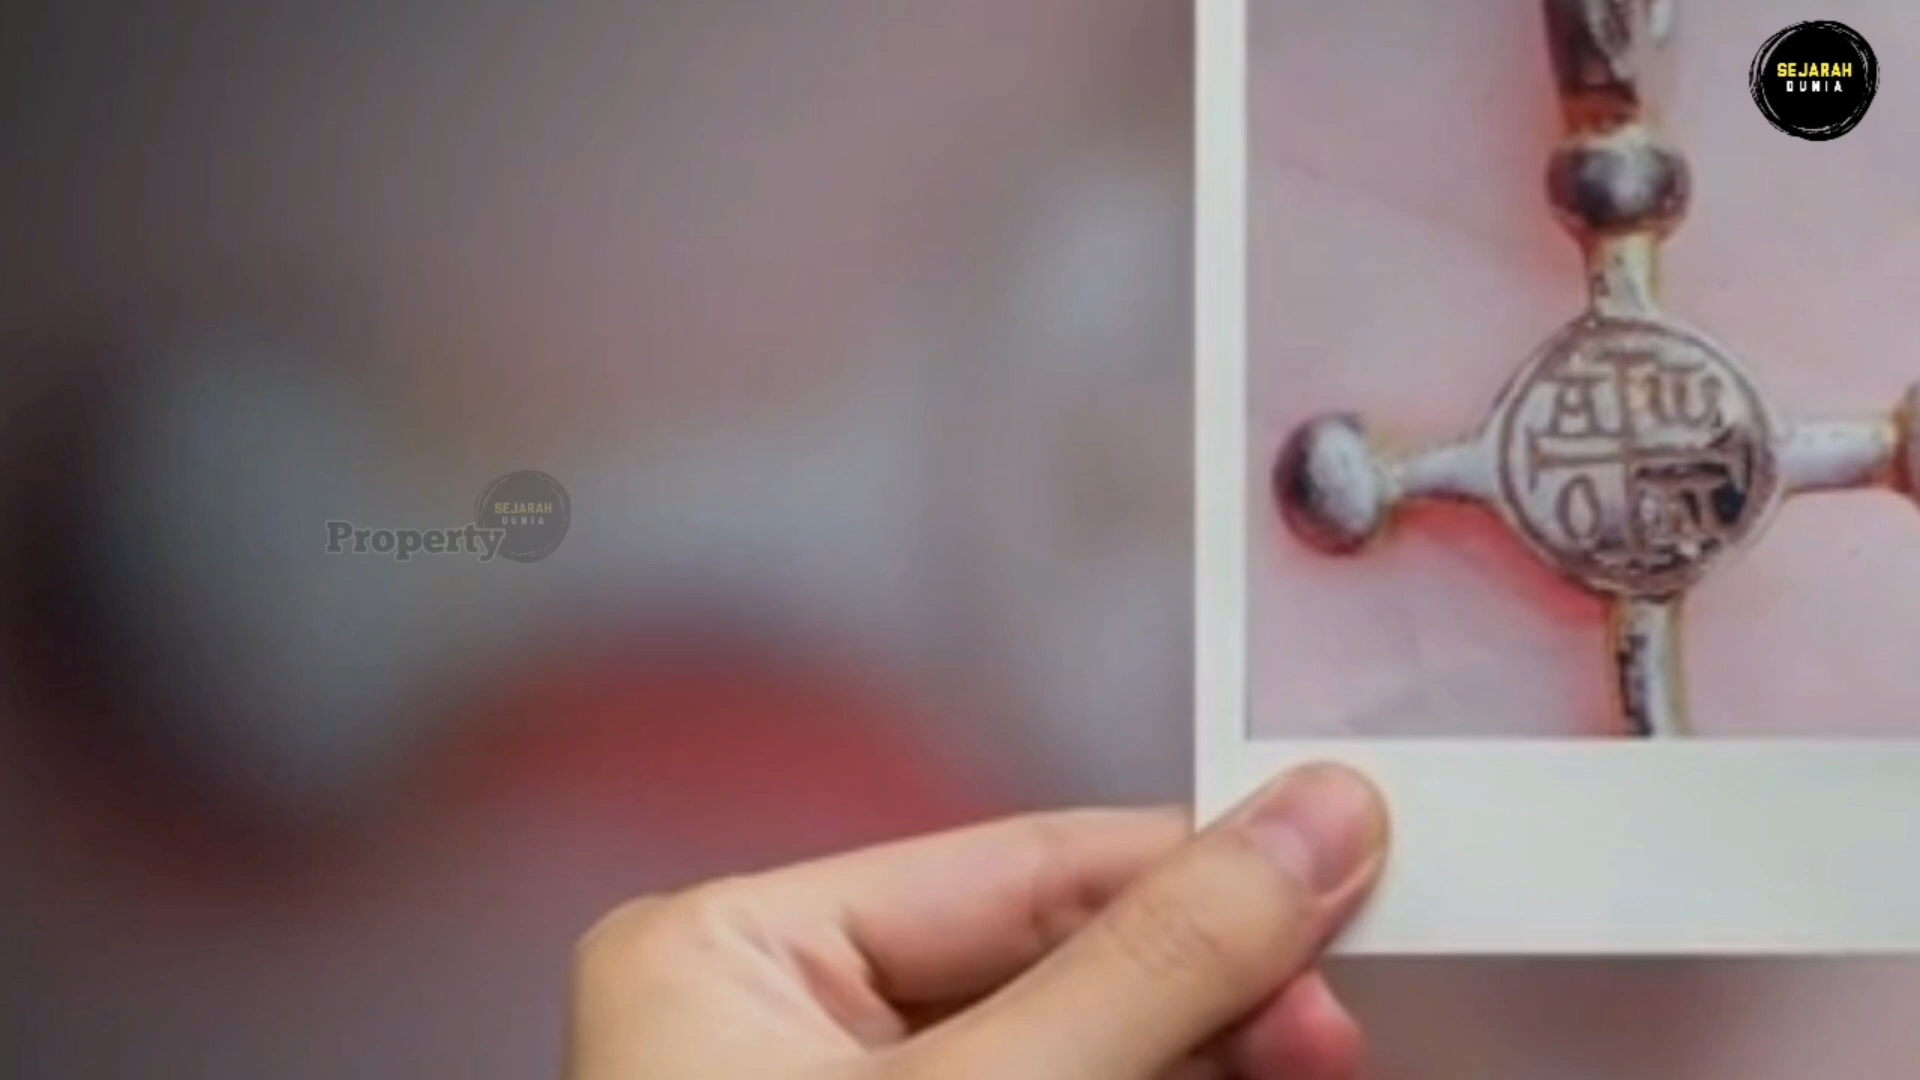 SEJARAH
DUNIA
SEJARAH
DUNIA
Property
Ѡ
O